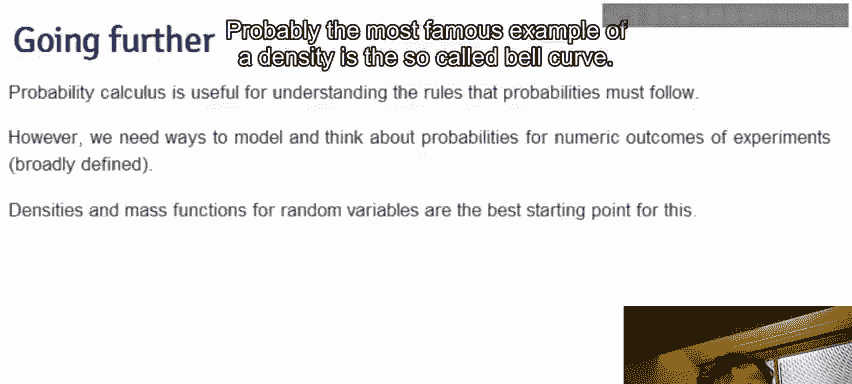 Going further
Probably the most famous example of
a density is the so called bell curve.
Probability calculus is useful for understanding the rules that probabilities must follow.
However, we need ways to model and think about probabilities for numeric outcomes of experiments
(broadly defined).
Densities and mass functions for random variables are the best starting point for this.